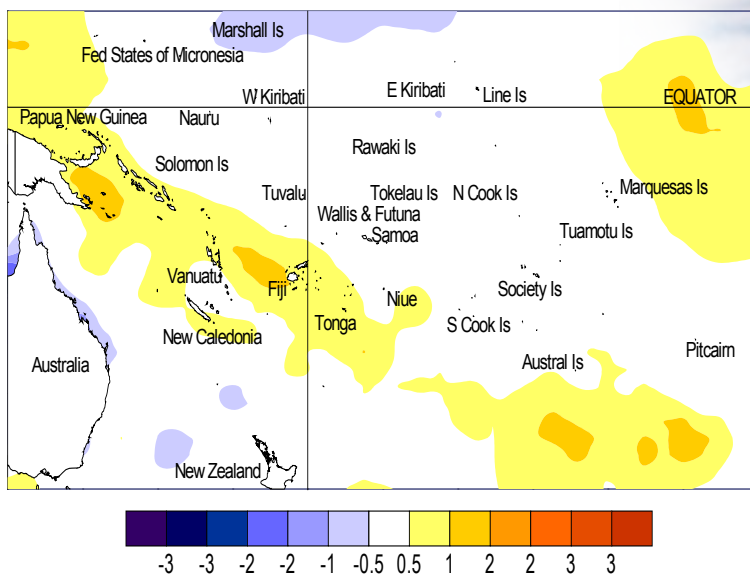 Marshall Is
Fed States of Micronesia
W Kiribati
E Kiribati
Line Is
EQUATOR
Papua New Guinea
Nauru
Rawaki Is
Solomon Is
Tuvalu
Tokelau Is
N Cook Is
Marquesas Is
Wallis & Futuna
Samoa
Tuamotu Is
Vanuatu
Fiji
Niue
Society Is
Tonga
New Caledonia
S Cook Is
Australia
Austral Is
Pitcairn
New Zealand
-3 -3 -2 -2 -1 -0.5 0.5 1 2 2 3 3